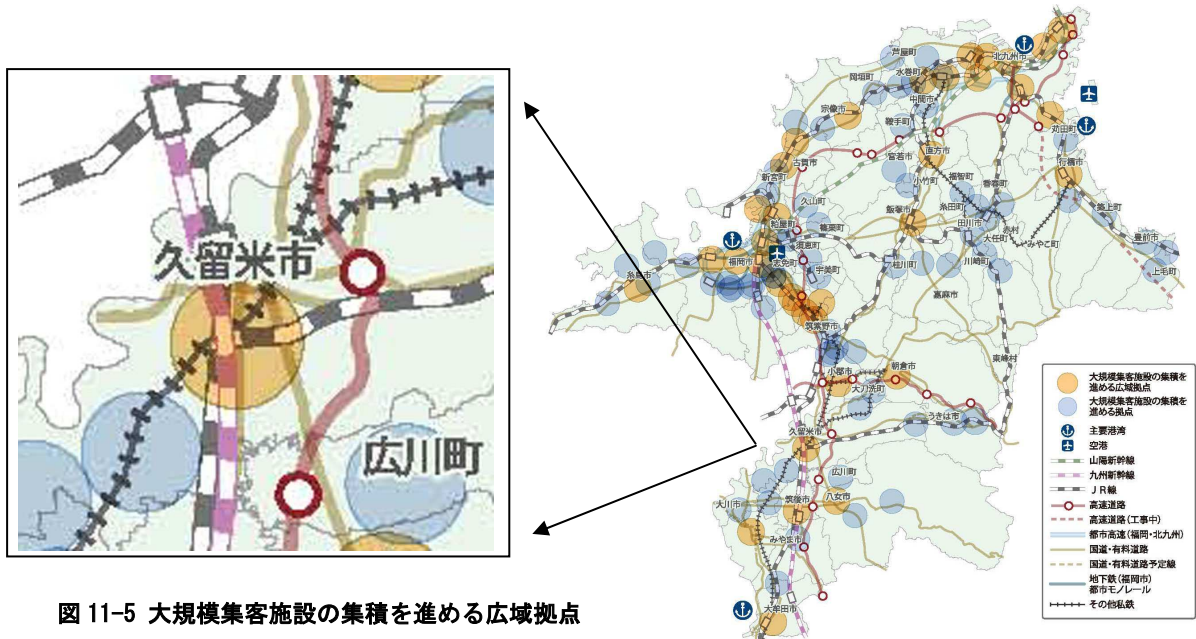 久留米市
広川町
図 11-5 大規模集客施設の集積を進める広域拠点
芦屋町
北九州市
水巻町
岡垣町
中間市
宗像市
鞍手町
苅田町
直方市
宮若市
古賀市
行橋市
小竹町
福智町
香春町
新宮町
久山町
糸田町
築上町
飯塚市
田川市
赤村
粕屋町
篠栗町
大任町
みやこ町
豊前市
須恵町
福岡市
志免町
川崎町
上毛町
宇美町
桂川町
糸島市
嘉麻市
筑紫野市
東峰村
小郡市
朝倉市
大刀洗町
うきは市
久留米市
広川町
大川市
筑後市
八女市
みやま市
大牟田市
大規模集客施設の集積を
進める広域拠点
大規模集客施設の集積を
進める拠点
主要港湾
空港
山陽新幹線
九州新幹線
ＪＲ線
高速道路
高速道路（工事中）
都市高速（福岡・北九州）
国道・有料道路
国道・有料道路予定線
地下鉄（福岡市）
都市モノレール
その他私鉄